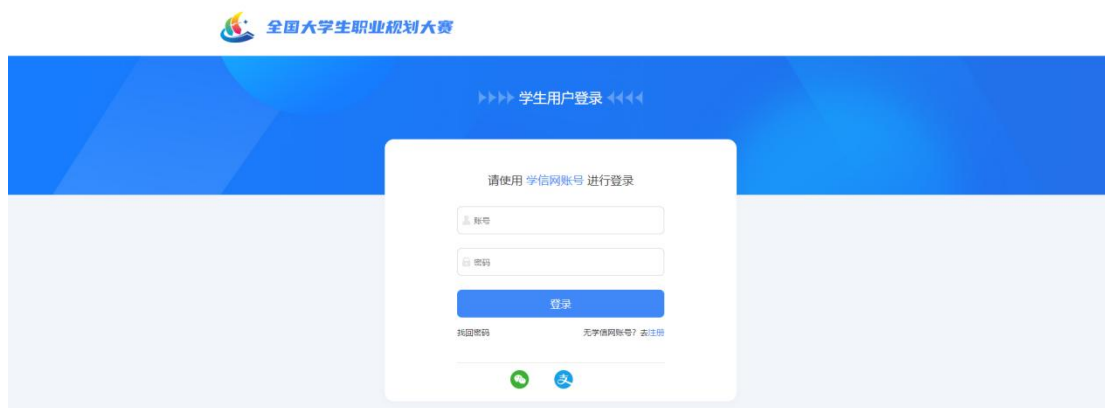 全国大学生职业规划大赛
学生用户登录
请使用 学信网账号 进行登录
账号
密码
登录
找回密码 无学信网账号？去注册